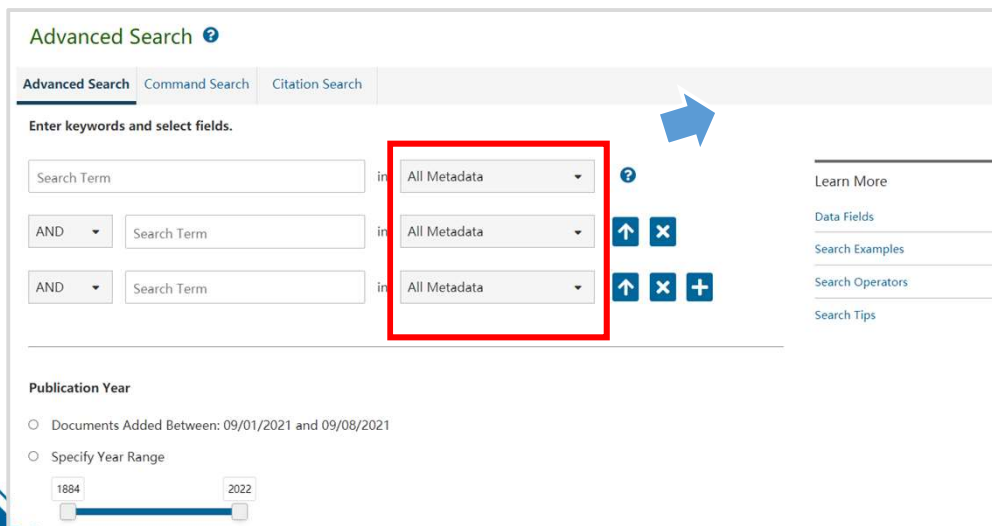 Advanced Search ?
Advanced Search Command Search Citation Search
Enter keywords and select fields.
Search Term in All Metadata ?
AND Search Term in All Metadata
AND Search Term in All Metadata
Learn More
Data Fields
Search Examples
Search Operators
Search Tips
Publication Year
Documents Added Between: 09/01/2021 and 09/08/2021
Specify Year Range
1884 2022